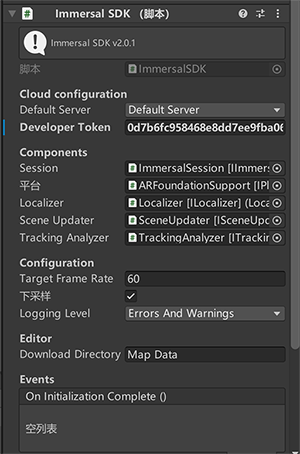 Immersal SDK （脚本）
Immersal SDK v2.0.1
脚本 ImmersalSDK
Cloud configuration
Default Server Default Server
Developer Token 0d7b6fc958468e8dd7ee9fba06
Components
Session ImmersalSession [IImmers
平台 ARFoundationSupport [IPl
Localizer Localizer [ILocalizer] (Loca
Scene Updater SceneUpdater [ISceneUpd
Tracking Analyzer TrackingAnalyzer [ITrackin
Configuration
Target Frame Rate 60
下采样
Logging Level Errors And Warnings
Editor
Download Directory Map Data
Events
On Initialization Complete ()
空列表